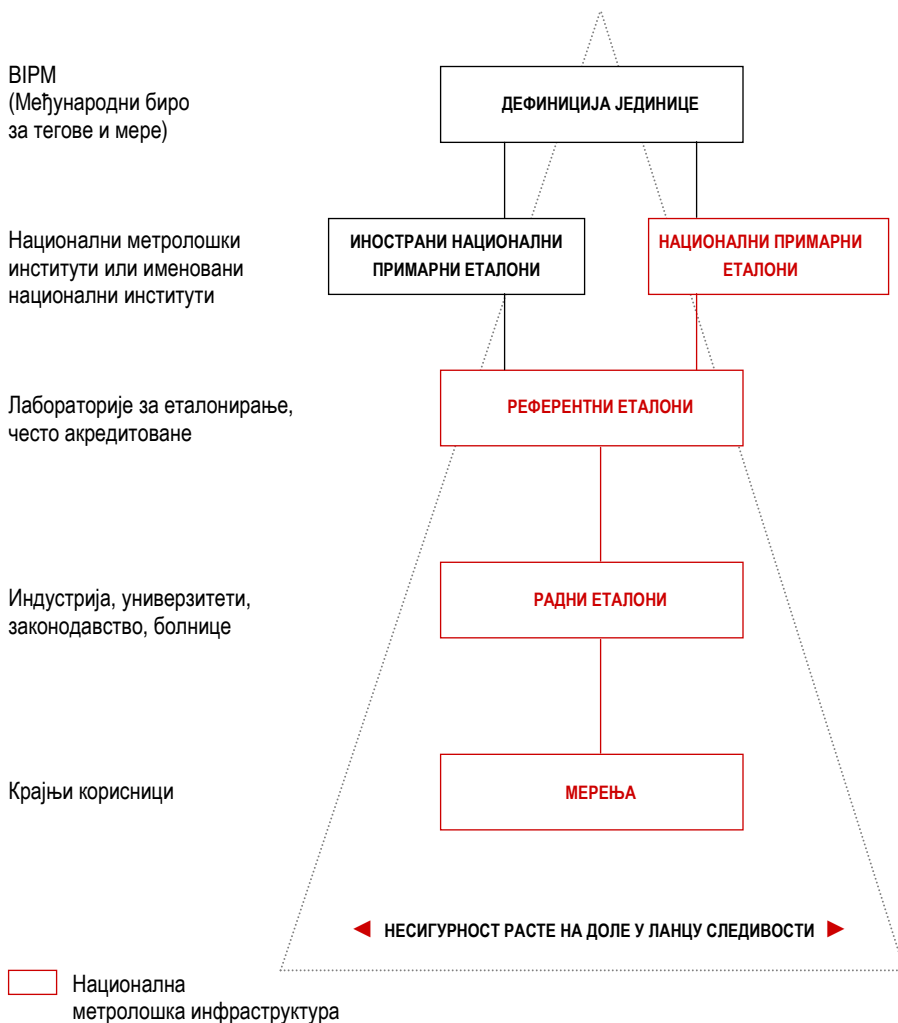 BIPM
(Међународни биро
за тегове и мере)
ДЕФИНИЦИЈА ЈЕДИНИЦЕ
Национални метролошки
институти или именовани
национални институти
ИНОСТРАНИ НАЦИОНАЛНИ
ПРИМАРНИ ЕТАЛОНИ
НАЦИОНАЛНИ ПРИМАРНИ
ЕТАЛОНИ
Лабораторије за еталонирање,
често акредитоване
РЕФЕРЕНТНИ ЕТАЛОНИ
Индустрија, универзитети,
законодавство, болнице
РАДНИ ЕТАЛОНИ
Крајњи корисници
МЕРЕЊА
НЕСИГУРНОСТ РАСТЕ НА ДОЛЕ У ЛАНЦУ СЛЕДИВОСТИ
Национална
метролошка инфраструктура